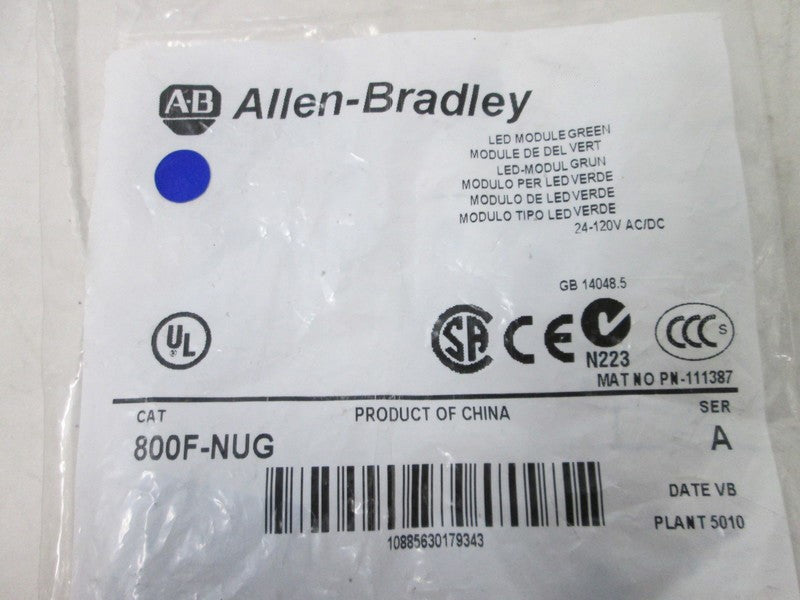 A-B Allen-Bradley
LED MODULE GREEN
MODULE DE DEL VERT
LED-MODUL GRUN
MODULO PER LED VERDE
MODULO DE LED VERDE
MODULO TIPO LED VERDE
24-120V AC/DC
GB 14048.5
UL
SA CE N223 CCC S
MAT NO PN-111387
CAT PRODUCT OF CHINA SER
800F-NUG A
DATE VB
PLANT 5010
10885630179343